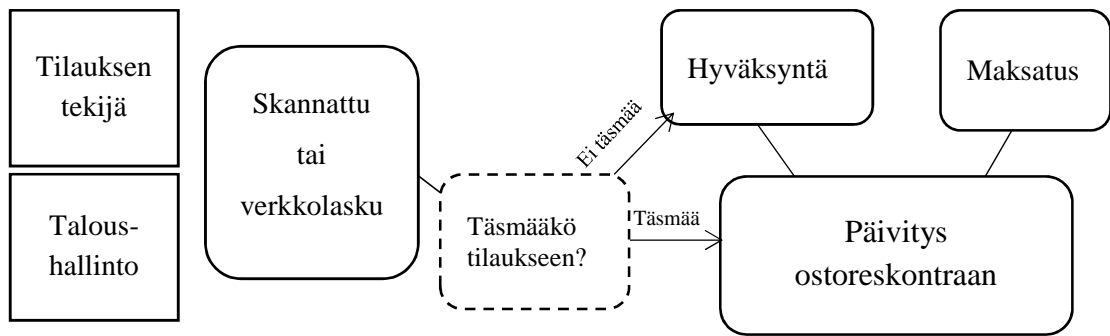 Tilauksen
tekijä
Talous-
hallinto
Skannattu
tai
verkkolasku
Täsmääkö
tilaukseen?
Ei täsmää
Täsmää
Hyväksyntä
Maksatus
Päivitys
ostoreskontraan